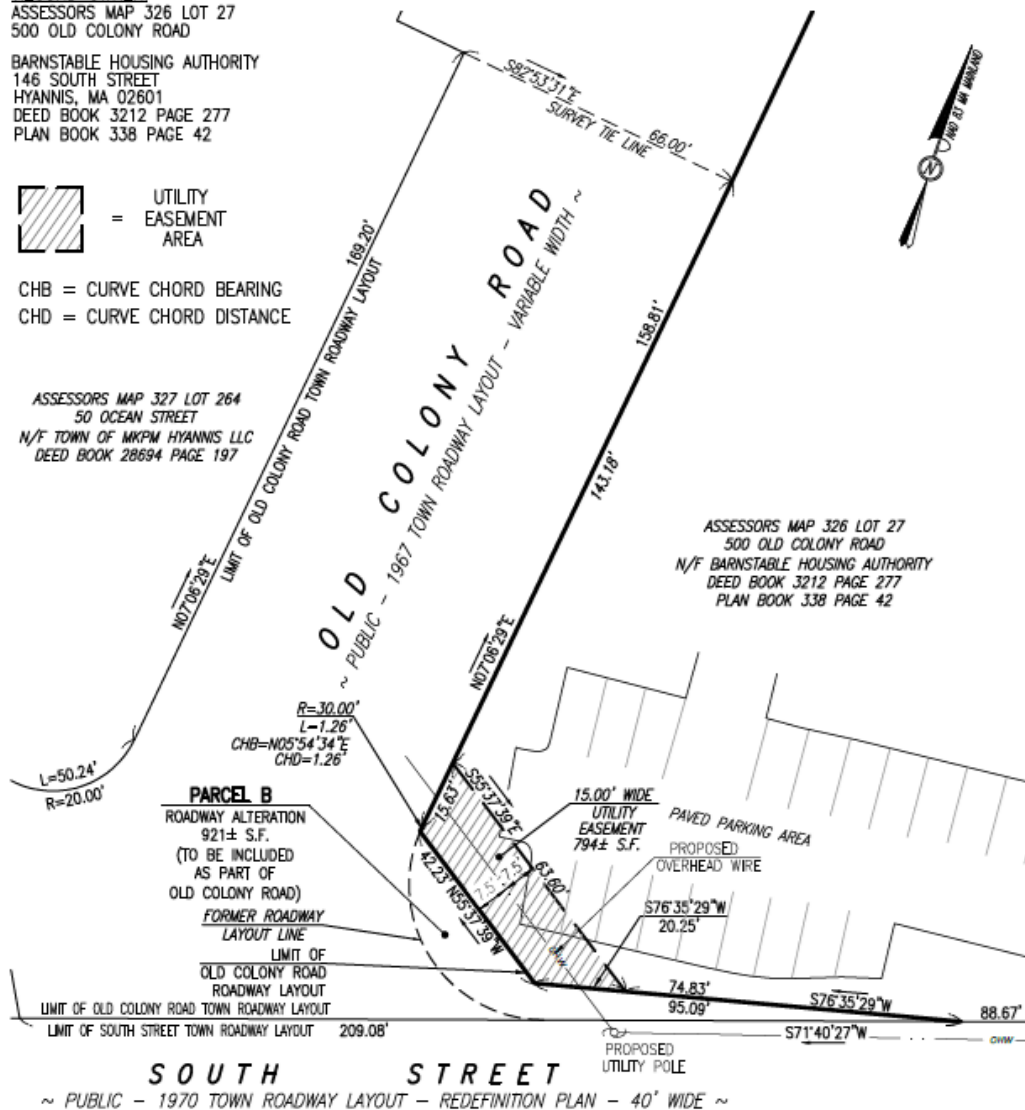 ASSESSORS MAP 326 LOT 27
500 OLD COLONY ROAD
BARNSTABLE HOUSING AUTHORITY
146 SOUTH STREET
HYANNIS, MA 02601
DEED BOOK 3212 PAGE 277
PLAN BOOK 338 PAGE 42
= UTILITY
EASEMENT
AREA
CHB = CURVE CHORD BEARING
CHD = CURVE CHORD DISTANCE
ASSESSORS MAP 327 LOT 264
50 OCEAN STREET
N/F TOWN OF MKPM HYANNIS LLC
DEED BOOK 28694 PAGE 197
S82°53'31"E
66.00'
SURVEY TIE LINE
NAD 83 MA MAINLAND
N
169.20'
LIMIT OF OLD COLONY ROAD TOWN ROADWAY LAYOUT
N07°06'29"E
OLD COLONY ROAD
~ PUBLIC - 1967 TOWN ROADWAY LAYOUT - VARIABLE WIDTH ~
158.81'
143.18'
N07°06'29"E
ASSESSORS MAP 326 LOT 27
500 OLD COLONY ROAD
N/F BARNSTABLE HOUSING AUTHORITY
DEED BOOK 3212 PAGE 277
PLAN BOOK 338 PAGE 42
R=30.00'
L=1.26'
CHB=N05°54'34"E
CHD=1.26'
L=50.24'
R=20.00'
PARCEL B
ROADWAY ALTERATION
921± S.F.
(TO BE INCLUDED
AS PART OF
OLD COLONY ROAD)
FORMER ROADWAY
LAYOUT LINE
LIMIT OF
OLD COLONY ROAD
ROADWAY LAYOUT
15.63'
S55°37'39"E
63.60'
42.23' N55°37'39"W
7.5' 7.5'
15.00' WIDE
UTILITY
EASEMENT
794± S.F.
PAVED PARKING AREA
PROPOSED
OVERHEAD WIRE
OHW
S76°35'29"W
20.25'
74.83'
95.09'
S76°35'29"W
88.67'
LIMIT OF OLD COLONY ROAD TOWN ROADWAY LAYOUT
LIMIT OF SOUTH STREET TOWN ROADWAY LAYOUT 209.08'
S71°40'27"W
OHW
PROPOSED
UTILITY POLE
SOUTH STREET
~ PUBLIC - 1970 TOWN ROADWAY LAYOUT - REDEFINITION PLAN - 40' WIDE ~